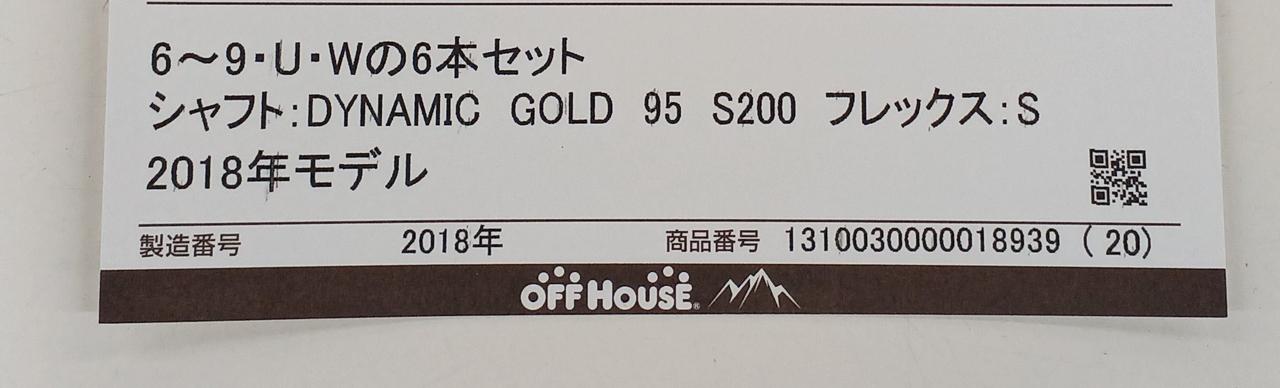 6～9・U・Wの6本セット
シャフト:DYNAMIC GOLD 95 S200 フレックス:S
2018年モデル
製造番号 2018年 商品番号 1310030000018939 (20)
OFF HOUSE®